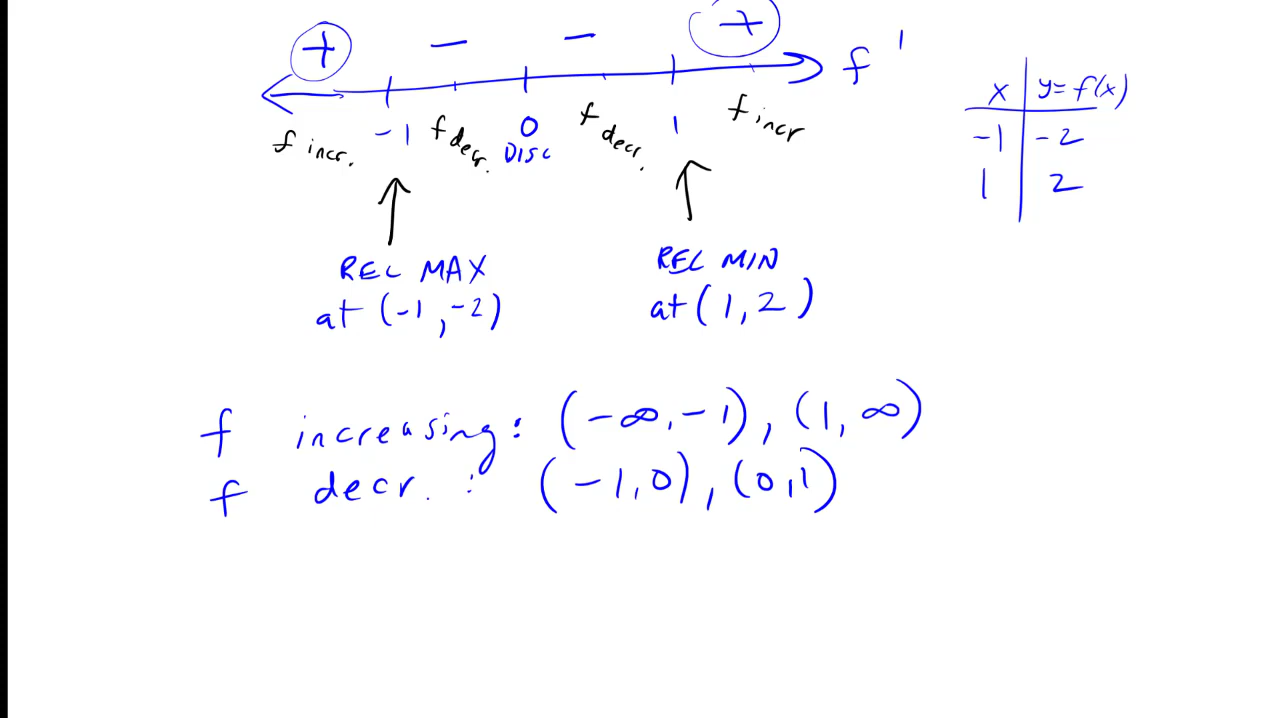 + − − +
f '
-1 0 1
DISC
f incr. f decr. f decr. f incr
x y=f(x)
-1 -2
1 2
REL MAX
at (-1,-2)
REL MIN
at (1,2)
f increasing: (-∞,-1), (1,∞)
f decr. : (-1,0), (0,1)